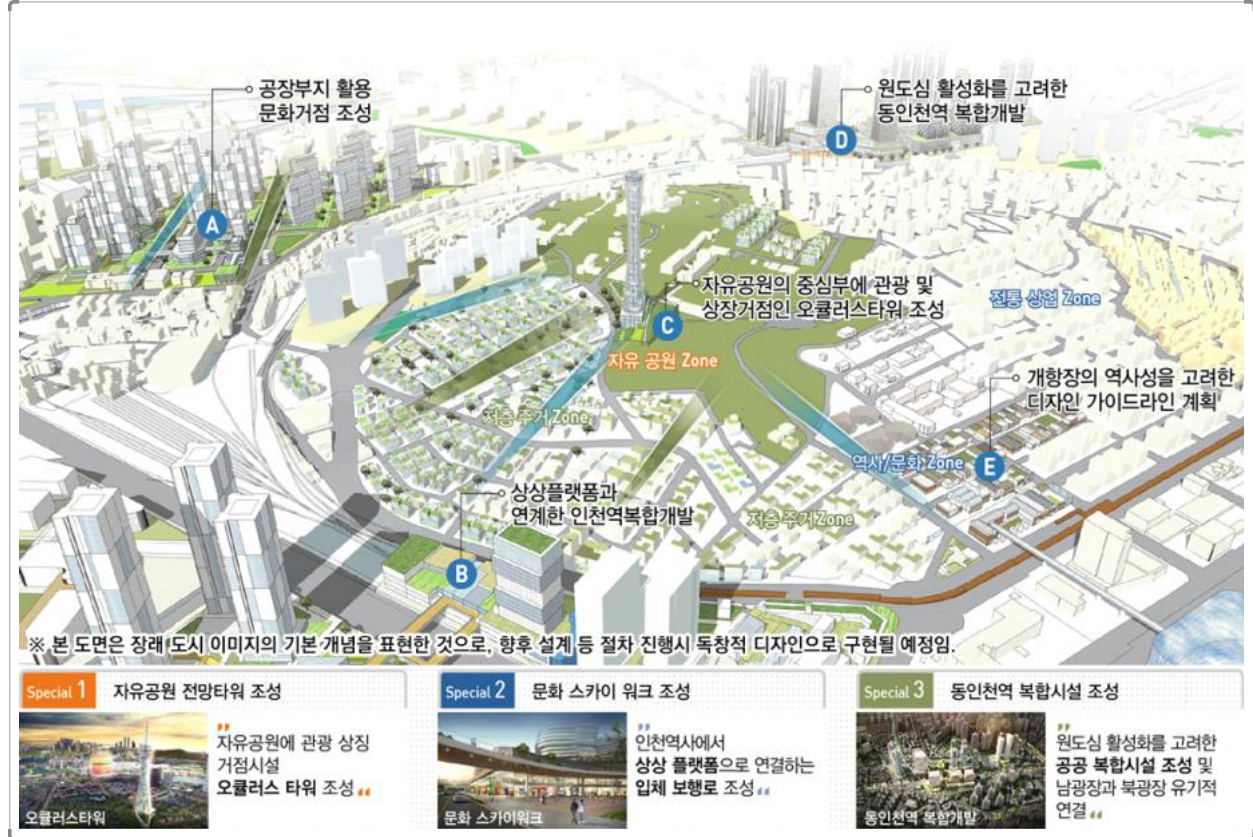 공장부지 활용
문화거점 조성
A
원도심 활성화를 고려한
동인천역 복합개발
D
자유공원의 중심부에 관광 및
상장거점인 오큘러스타워 조성
C
자유 공원 Zone
전통 상업 Zone
개항장의 역사성을 고려한
디자인 가이드라인 계획
저층 주거 Zone
역사/문화 Zone
E
상상플랫폼과
연계한 인천역복합개발
저층 주거 Zone
B
※ 본 도면은 장래 도시 이미지의 기본 개념을 표현한 것으로, 향후 설계 등 절차 진행시 독창적 디자인으로 구현될 예정임.
Special 1 자유공원 전망타워 조성
오큘러스타워
"자유공원에 관광 상징
거점시설
오큘러스 타워 조성"
Special 2 문화 스카이 워크 조성
문화 스카이워크
"인천역사에서
상상 플랫폼으로 연결하는
입체 보행로 조성"
Special 3 동인천역 복합시설 조성
동인천역 복합개발
"원도심 활성화를 고려한
공공 복합시설 조성 및
남광장과 북광장 유기적
연결"